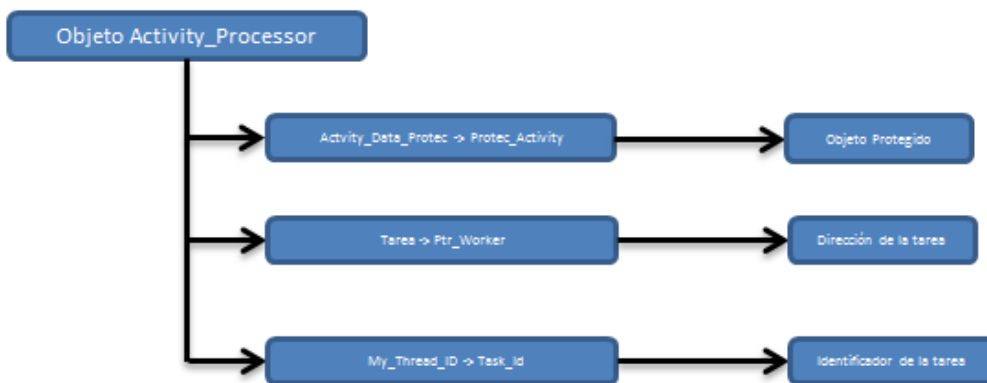 Objeto Activity_Processor
Actvity_Data_Protec -> Protec_Activity
Objeto Protegido
Tarea -> Ptr_Worker
Dirección de la tarea
My_Thread_ID -> Task_Id
Identificador de la tarea